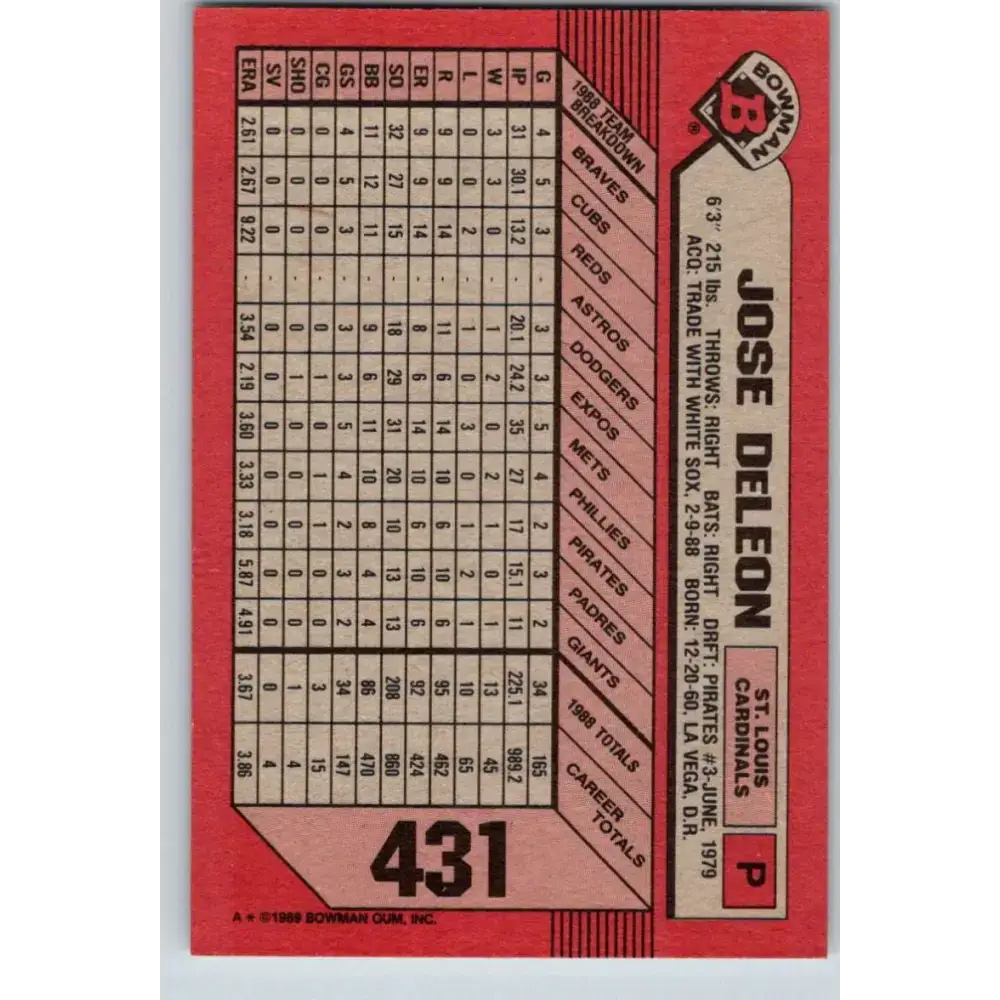 BOWMAN
B
®
JOSE DELEON
ST. LOUIS
CARDINALS
P
6'3" 215 lbs. THROWS: RIGHT BATS: RIGHT DRFT: PIRATES #3-JUNE, 1979
ACQ: TRADE WITH WHITE SOX, 2-9-88 BORN: 12-20-60, LA VEGA, D.R.
1988 TEAM
BREAKDOWN
BRAVES
CUBS
REDS
ASTROS
DODGERS
EXPOS
METS
PHILLIES
PIRATES
PADRES
GIANTS
1988 TOTALS
CAREER
TOTALS
G 4 5 3 - 3 3 5 4 2 3 2 34 165
IP 31 30.1 13.2 - 20.1 24.2 35 27 17 15.1 11 225.1 989.2
W 3 3 0 - 1 2 0 2 1 0 1 13 45
L 0 0 2 - 1 0 3 0 1 2 1 10 65
R 9 9 14 - 11 6 14 10 6 10 6 95 462
ER 9 9 14 - 8 6 14 10 6 10 6 92 424
SO 32 27 15 - 18 29 31 20 10 13 13 208 860
BB 11 12 11 - 9 6 11 10 8 4 4 86 470
GS 4 5 3 - 3 3 5 4 2 3 2 34 147
CG 0 0 0 - 0 1 0 1 1 0 0 3 15
SHO 0 0 0 - 0 1 0 0 0 0 0 1 4
SV 0 0 0 - 0 0 0 0 0 0 0 0 4
ERA 2.61 2.67 9.22 - 3.54 2.19 3.60 3.33 3.18 5.87 4.91 3.67 3.86
431
A * ©1989 BOWMAN GUM, INC.